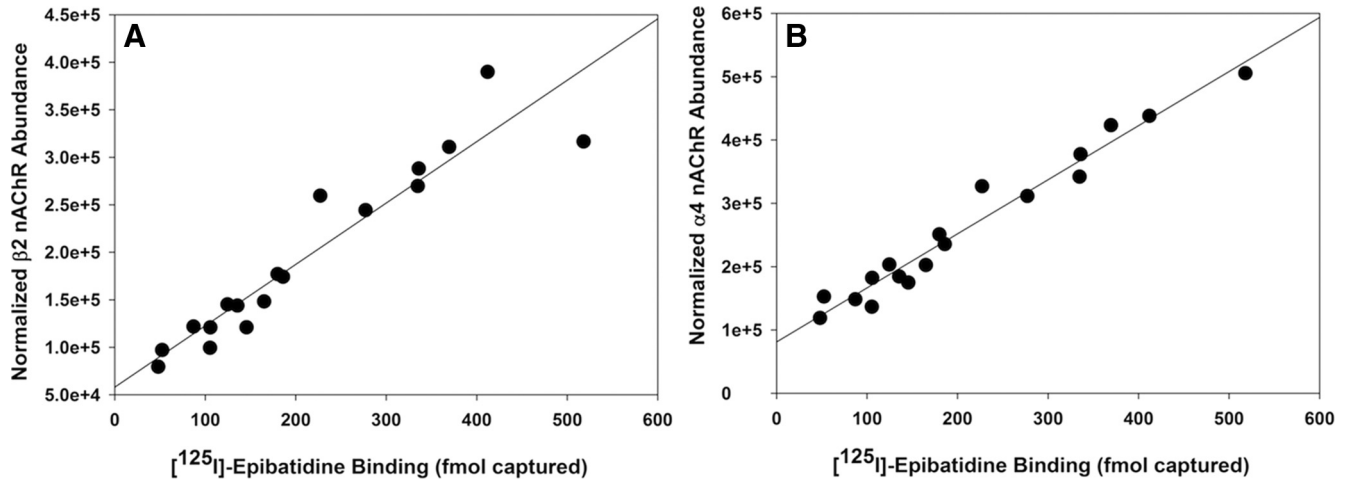 A
Normalized β2 nAChR Abundance
4.5e+5
4.0e+5
3.5e+5
3.0e+5
2.5e+5
2.0e+5
1.5e+5
1.0e+5
5.0e+4
0 100 200 300 400 500 600
[125I]-Epibatidine Binding (fmol captured)
B
Normalized α4 nAChR Abundance
6e+5
5e+5
4e+5
3e+5
2e+5
1e+5
0
0 100 200 300 400 500 600
[125I]-Epibatidine Binding (fmol captured)